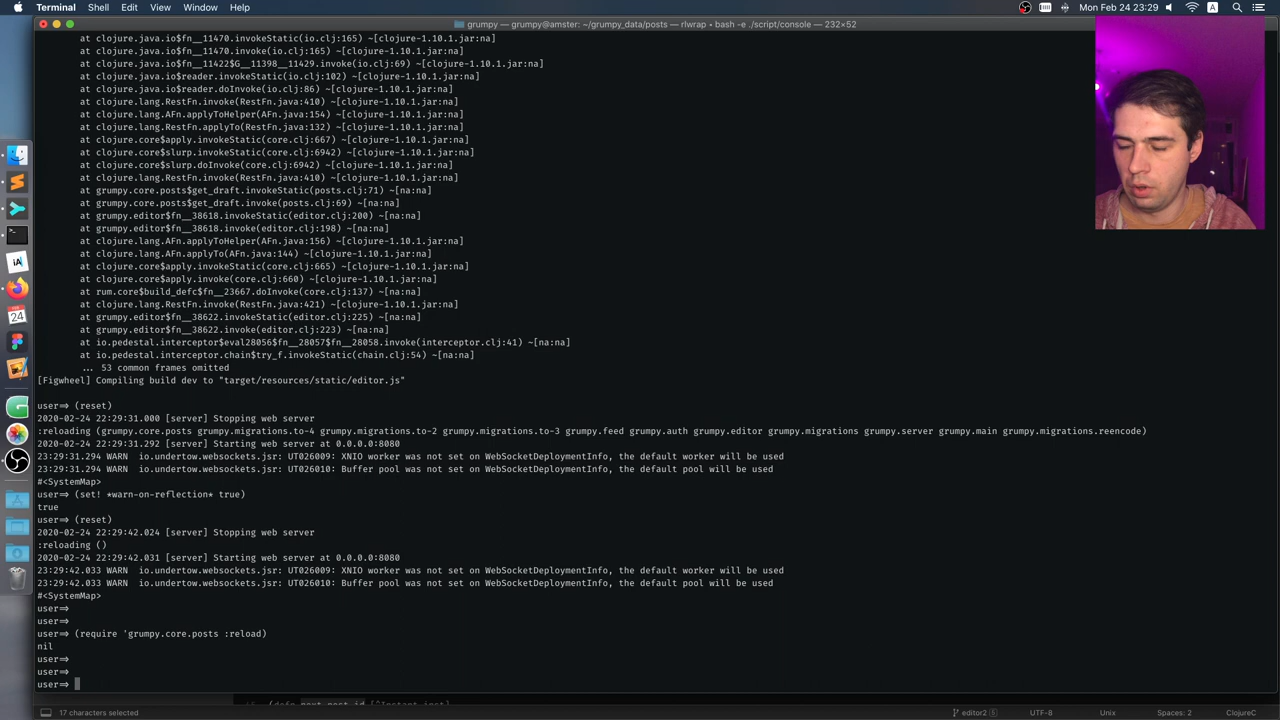 Terminal Shell Edit View Window Help
Mon Feb 24 23:29 A
grumpy — grumpy@amster: ~/grumpy_data/posts — rlwrap • bash -e ./script/console — 232×52
at clojure.java.io$fn__11470.invokeStatic(io.clj:165) ~[clojure-1.10.1.jar:na]
at clojure.java.io$fn__11470.invoke(io.clj:165) ~[clojure-1.10.1.jar:na]
at clojure.java.io$fn__11422$G__11398__11429.invoke(io.clj:69) ~[clojure-1.10.1.jar:na]
at clojure.java.io$reader.invokeStatic(io.clj:102) ~[clojure-1.10.1.jar:na]
at clojure.java.io$reader.doInvoke(io.clj:86) ~[clojure-1.10.1.jar:na]
at clojure.lang.RestFn.invoke(RestFn.java:410) ~[clojure-1.10.1.jar:na]
at clojure.lang.AFn.applyToHelper(AFn.java:154) ~[clojure-1.10.1.jar:na]
at clojure.lang.RestFn.applyTo(RestFn.java:132) ~[clojure-1.10.1.jar:na]
at clojure.core$apply.invokeStatic(core.clj:667) ~[clojure-1.10.1.jar:na]
at clojure.core$slurp.invokeStatic(core.clj:6942) ~[clojure-1.10.1.jar:na]
at clojure.core$slurp.doInvoke(core.clj:6942) ~[clojure-1.10.1.jar:na]
at clojure.lang.RestFn.invoke(RestFn.java:410) ~[clojure-1.10.1.jar:na]
at grumpy.core.posts$get_draft.invokeStatic(posts.clj:71) ~[na:na]
at grumpy.core.posts$get_draft.invoke(posts.clj:69) ~[na:na]
at grumpy.editor$fn__38618.invokeStatic(editor.clj:200) ~[na:na]
at grumpy.editor$fn__38618.invoke(editor.clj:198) ~[na:na]
at clojure.lang.AFn.applyToHelper(AFn.java:156) ~[clojure-1.10.1.jar:na]
at clojure.lang.AFn.applyTo(AFn.java:144) ~[clojure-1.10.1.jar:na]
at clojure.core$apply.invokeStatic(core.clj:665) ~[clojure-1.10.1.jar:na]
at clojure.core$apply.invoke(core.clj:660) ~[clojure-1.10.1.jar:na]
at rum.core$build_defc$fn__23667.doInvoke(core.clj:137) ~[na:na]
at clojure.lang.RestFn.invoke(RestFn.java:421) ~[clojure-1.10.1.jar:na]
at grumpy.editor$fn__38622.invokeStatic(editor.clj:225) ~[na:na]
at grumpy.editor$fn__38622.invoke(editor.clj:223) ~[na:na]
at io.pedestal.interceptor$eval28056$fn__28057$fn__28058.invoke(interceptor.clj:41) ~[na:na]
at io.pedestal.interceptor.chain$try_f.invokeStatic(chain.clj:54) ~[na:na]
... 53 common frames omitted
[Figwheel] Compiling build dev to "target/resources/static/editor.js"
user=> (reset)
2020-02-24 22:29:31.000 [server] Stopping web server
:reloading (grumpy.core.posts grumpy.migrations.to-4 grumpy.migrations.to-2 grumpy.migrations.to-3 grumpy.feed grumpy.auth grumpy.editor grumpy.migrations grumpy.server grumpy.main grumpy.migrations.reencode)
2020-02-24 22:29:31.292 [server] Starting web server at 0.0.0.0:8080
23:29:31.294 WARN  io.undertow.websockets.jsr: UT026009: XNIO worker was not set on WebSocketDeploymentInfo, the default worker will be used
23:29:31.294 WARN  io.undertow.websockets.jsr: UT026010: Buffer pool was not set on WebSocketDeploymentInfo, the default pool will be used
#<SystemMap>
user=> (set! *warn-on-reflection* true)
true
user=> (reset)
2020-02-24 22:29:42.024 [server] Stopping web server
:reloading ()
2020-02-24 22:29:42.031 [server] Starting web server at 0.0.0.0:8080
23:29:42.033 WARN  io.undertow.websockets.jsr: UT026009: XNIO worker was not set on WebSocketDeploymentInfo, the default worker will be used
23:29:42.033 WARN  io.undertow.websockets.jsr: UT026010: Buffer pool was not set on WebSocketDeploymentInfo, the default pool will be used
#<SystemMap>
user=>
user=>
user=> (require 'grumpy.core.posts :reload)
nil
user=>
user=>
user=>
17 characters selected
editor2 UTF-8 Unix Spaces: 2 ClojureC